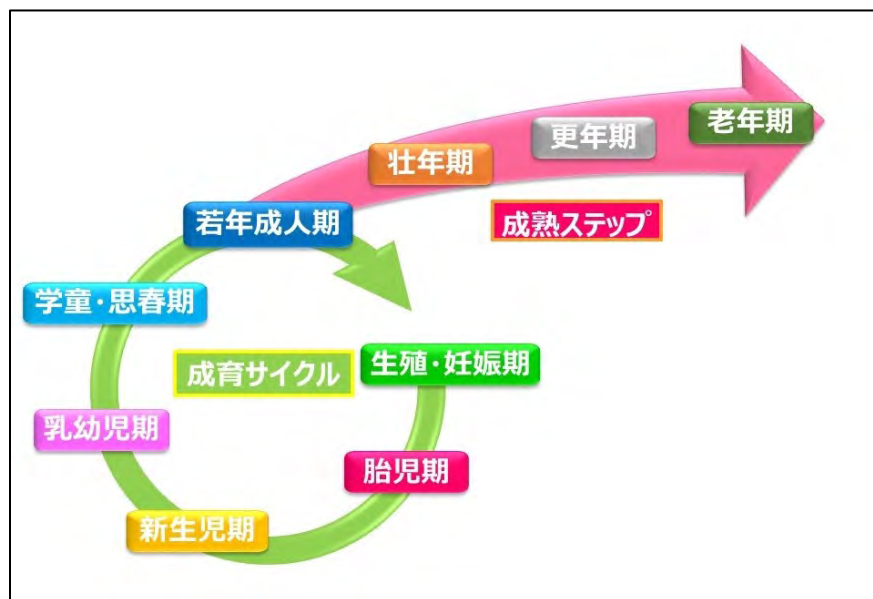 老年期
更年期
壮年期
成熟ステップ
若年成人期
学童・思春期
成育サイクル
生殖・妊娠期
乳幼児期
胎児期
新生児期